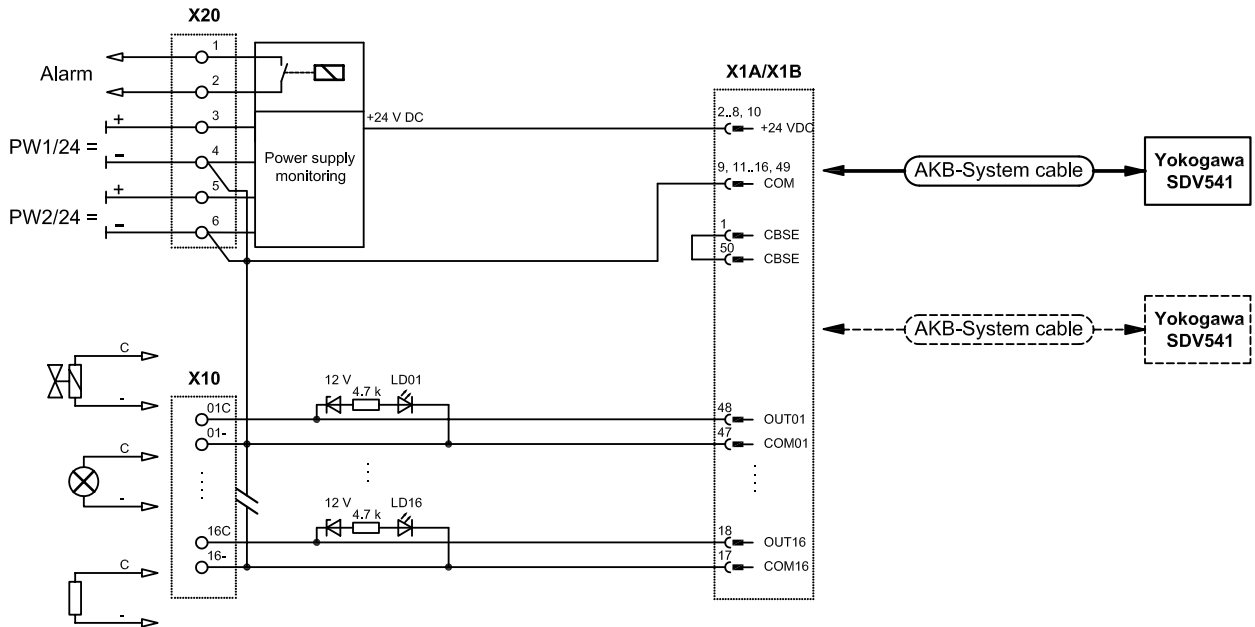 X20
1
Alarm
2
+
3
PW1/24 =
-
4
+
5
PW2/24 =
-
6
Power supply
monitoring
+24 V DC
X1A/X1B
2..8, 10
+24 VDC
9, 11..16, 49
COM
1
CBSE
50
CBSE
AKB-System cable
Yokogawa
SDV541
AKB-System cable
Yokogawa
SDV541
C
-
C
-
C
-
X10
01C
01-
16C
16-
12 V
4.7 k
LD01
12 V
4.7 k
LD16
48
OUT01
47
COM01
18
OUT16
17
COM16